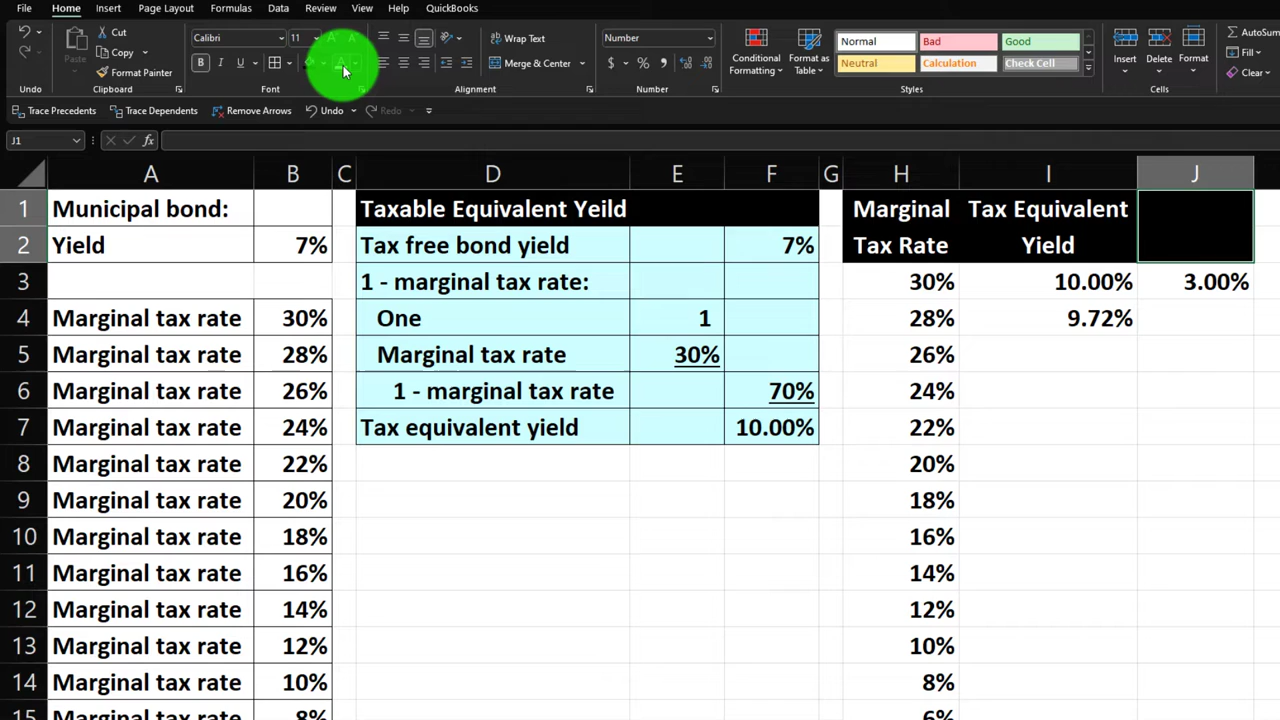 File Home Insert Page Layout Formulas Data Review View Help QuickBooks
Cut
Copy
Format Painter
Paste
Calibri 11
B I U
Wrap Text
Merge & Center
Number
$ %
Conditional Formatting
Format as Table
Normal Bad Good
Neutral Calculation Check Cell
Insert Delete Format
AutoSum
Fill
Clear
Undo Clipboard Font Alignment Number Styles Cells
Trace Precedents Trace Dependents Remove Arrows Undo Redo
J1 fx
A B C D E F G H I J
1 Municipal bond: Taxable Equivalent Yeild Marginal Tax Equivalent
2 Yield 7% Tax free bond yield 7% Tax Rate Yield
3 1 - marginal tax rate: 30% 10.00% 3.00%
4 Marginal tax rate 30% One 1 28% 9.72%
5 Marginal tax rate 28% Marginal tax rate 30% 26%
6 Marginal tax rate 26% 1 - marginal tax rate 70% 24%
7 Marginal tax rate 24% Tax equivalent yield 10.00% 22%
8 Marginal tax rate 22% 20%
9 Marginal tax rate 20% 18%
10 Marginal tax rate 18% 16%
11 Marginal tax rate 16% 14%
12 Marginal tax rate 14% 12%
13 Marginal tax rate 12% 10%
14 Marginal tax rate 10% 8%
15 Marginal tax rate 8% 6%